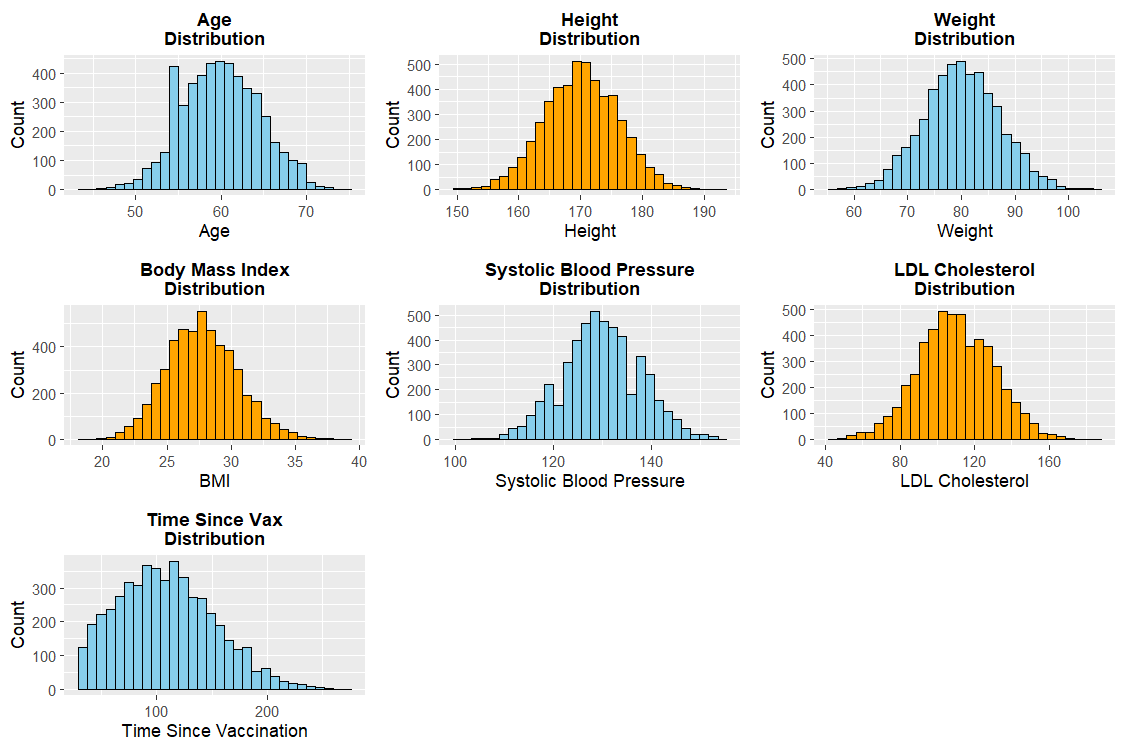 Age
Distribution
Count
400
300
200
100
0
50 60 70
Age
Height
Distribution
Count
500
400
300
200
100
0
150 160 170 180 190
Height
Weight
Distribution
Count
500
400
300
200
100
0
60 70 80 90 100
Weight
Body Mass Index
Distribution
Count
400
200
0
20 25 30 35 40
BMI
Systolic Blood Pressure
Distribution
Count
500
400
300
200
100
0
100 120 140
Systolic Blood Pressure
LDL Cholesterol
Distribution
Count
500
400
300
200
100
0
40 80 120 160
LDL Cholesterol
Time Since Vax
Distribution
Count
300
200
100
0
100 200
Time Since Vaccination